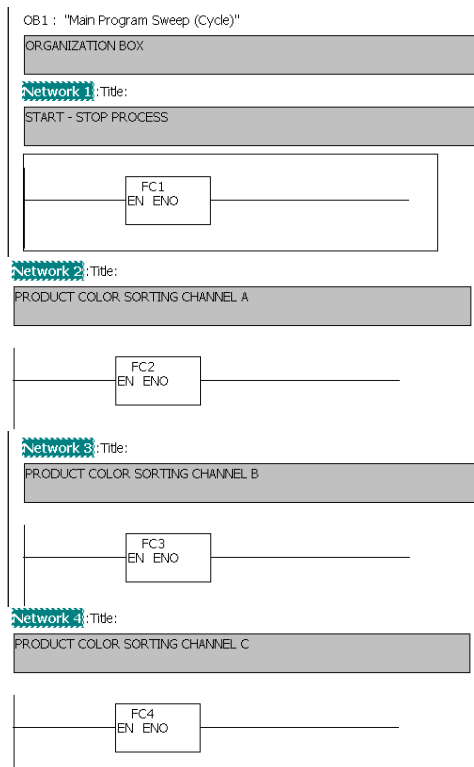 OB1 : "Main Program Sweep (Cycle)"
ORGANIZATION BOX
Network 1:Title:
START - STOP PROCESS
FC1
EN ENO
Network 2:Title:
PRODUCT COLOR SORTING CHANNEL A
FC2
EN ENO
Network 3:Title:
PRODUCT COLOR SORTING CHANNEL B
FC3
EN ENO
Network 4:Title:
PRODUCT COLOR SORTING CHANNEL C
FC4
EN ENO